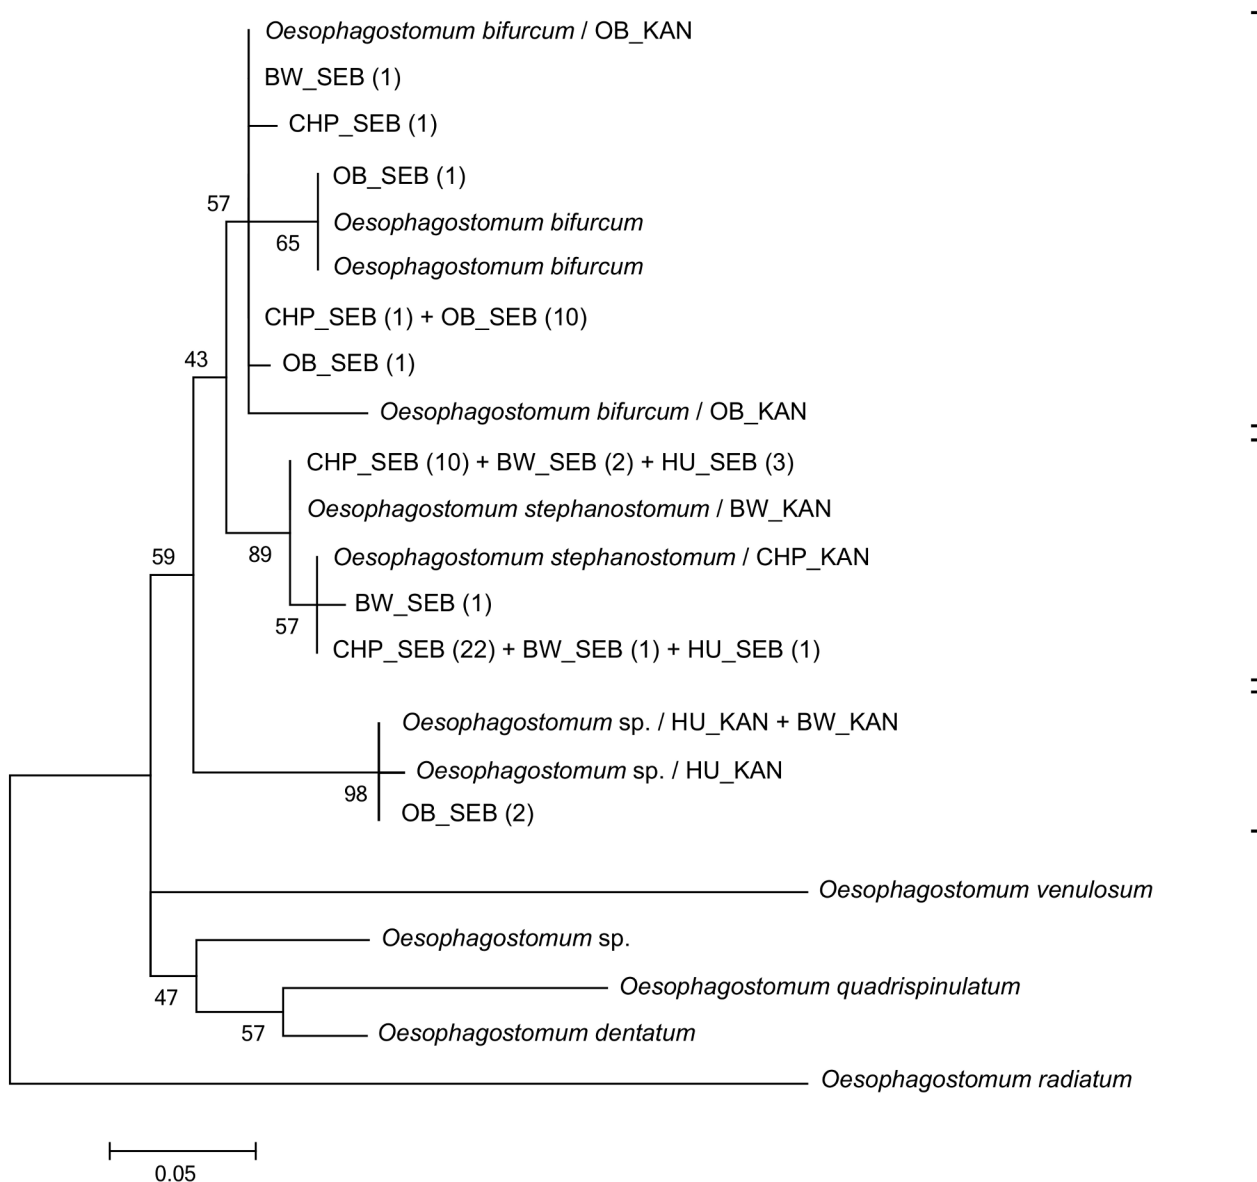 Oesophagostomum bifurcum / OB_KAN
BW_SEB (1)
CHP_SEB (1)
OB_SEB (1)
57
Oesophagostomum bifurcum
65
Oesophagostomum bifurcum
CHP_SEB (1) + OB_SEB (10)
43
OB_SEB (1)
Oesophagostomum bifurcum / OB_KAN
CHP_SEB (10) + BW_SEB (2) + HU_SEB (3)
Oesophagostomum stephanostomum / BW_KAN
89
59
Oesophagostomum stephanostomum / CHP_KAN
BW_SEB (1)
57
CHP_SEB (22) + BW_SEB (1) + HU_SEB (1)
Oesophagostomum sp. / HU_KAN + BW_KAN
Oesophagostomum sp. / HU_KAN
98
OB_SEB (2)
Oesophagostomum venulosum
Oesophagostomum sp.
47
Oesophagostomum quadrispinulatum
57
Oesophagostomum dentatum
Oesophagostomum radiatum
0.05